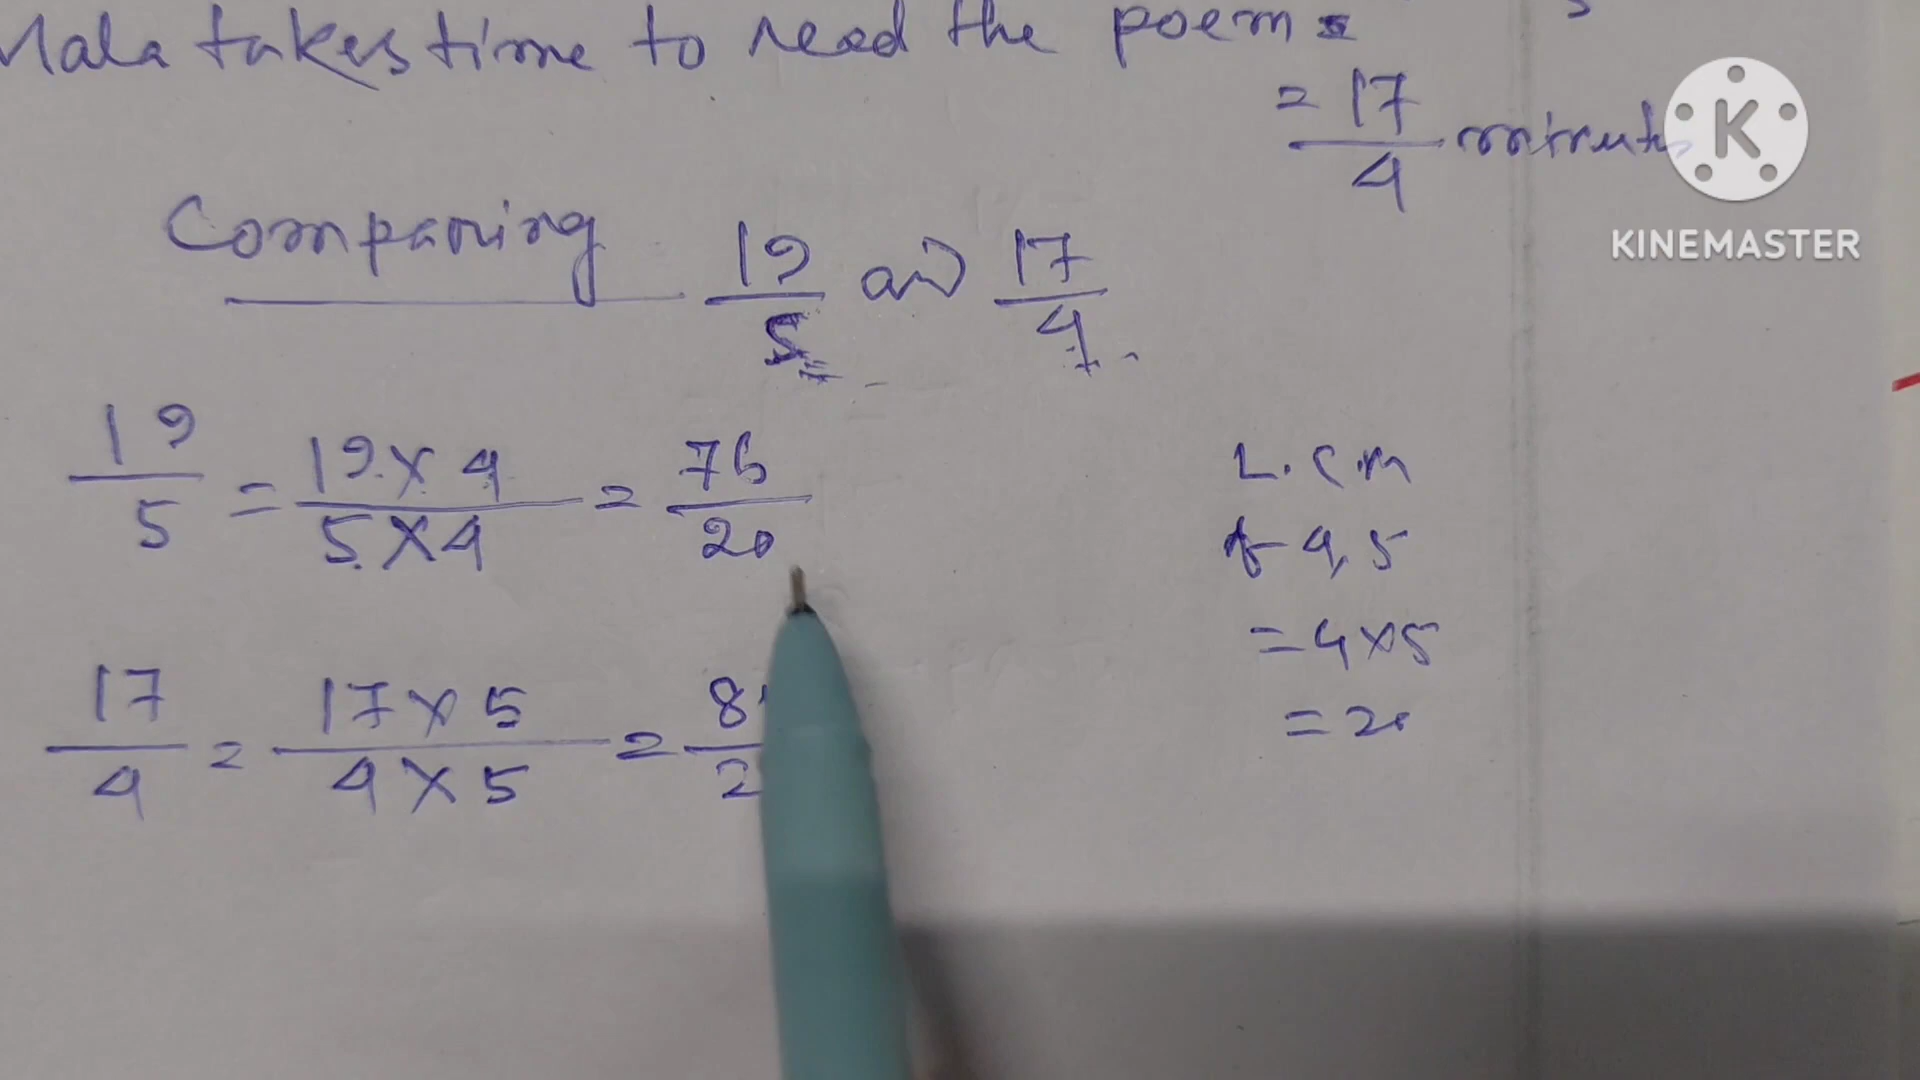 Mala takes time to read the poem =
= 17/4 minutes
KINEMASTER
Comparing 19/5 and 17/4
19/5 = 19 × 4 / 5 × 4 = 76/20
17/4 = 17 × 5 / 4 × 5 =
L.C.M
of 4, 5
= 4 × 5
= 20